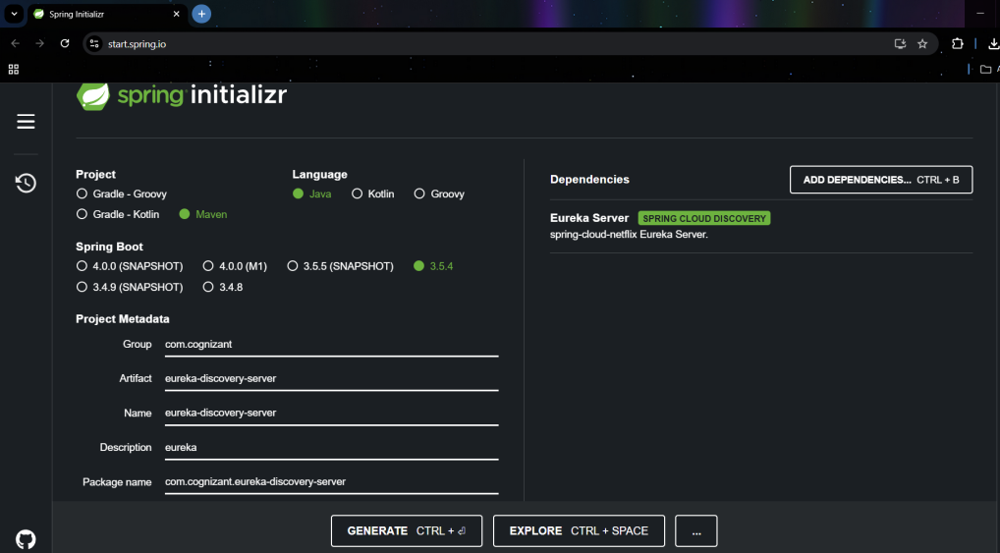 Spring Initializr
start.spring.io
spring initializr
Project
Gradle - Groovy
Gradle - Kotlin Maven
Language
Java Kotlin Groovy
Spring Boot
4.0.0 (SNAPSHOT) 4.0.0 (M1) 3.5.5 (SNAPSHOT) 3.5.4
3.4.9 (SNAPSHOT) 3.4.8
Project Metadata
Group com.cognizant
Artifact eureka-discovery-server
Name eureka-discovery-server
Description eureka
Package name com.cognizant.eureka-discovery-server
Dependencies ADD DEPENDENCIES... CTRL + B
Eureka Server SPRING CLOUD DISCOVERY
spring-cloud-netflix Eureka Server.
GENERATE CTRL + ⏎ EXPLORE CTRL + SPACE ...